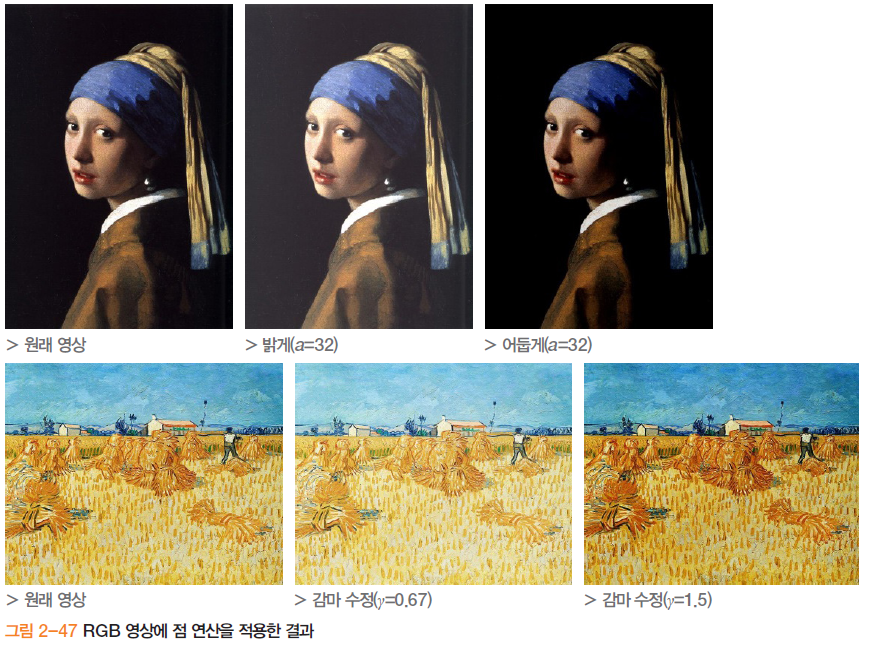 > 원래 영상
> 밝게(a=32)
> 어둡게(a=32)
> 원래 영상
> 감마 수정(γ=0.67)
> 감마 수정(γ=1.5)
그림 2-47 RGB 영상에 점 연산을 적용한 결과